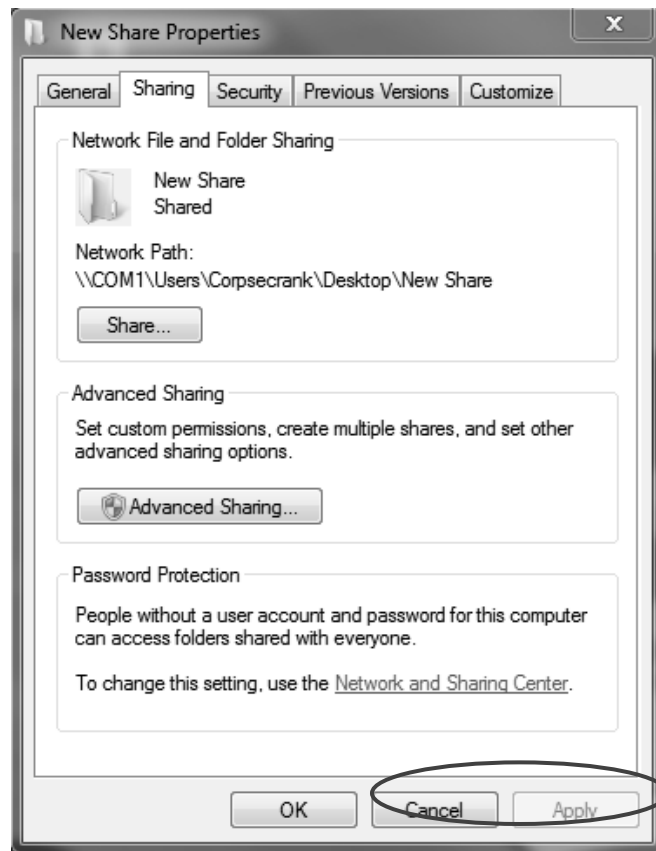 New Share Properties
X
General Sharing Security Previous Versions Customize
Network File and Folder Sharing
New Share
Shared
Network Path:
\\COM1\Users\Corpsecrank\Desktop\New Share
Share...
Advanced Sharing
Set custom permissions, create multiple shares, and set other
advanced sharing options.
Advanced Sharing...
Password Protection
People without a user account and password for this computer
can access folders shared with everyone.
To change this setting, use the Network and Sharing Center.
OK Cancel Apply